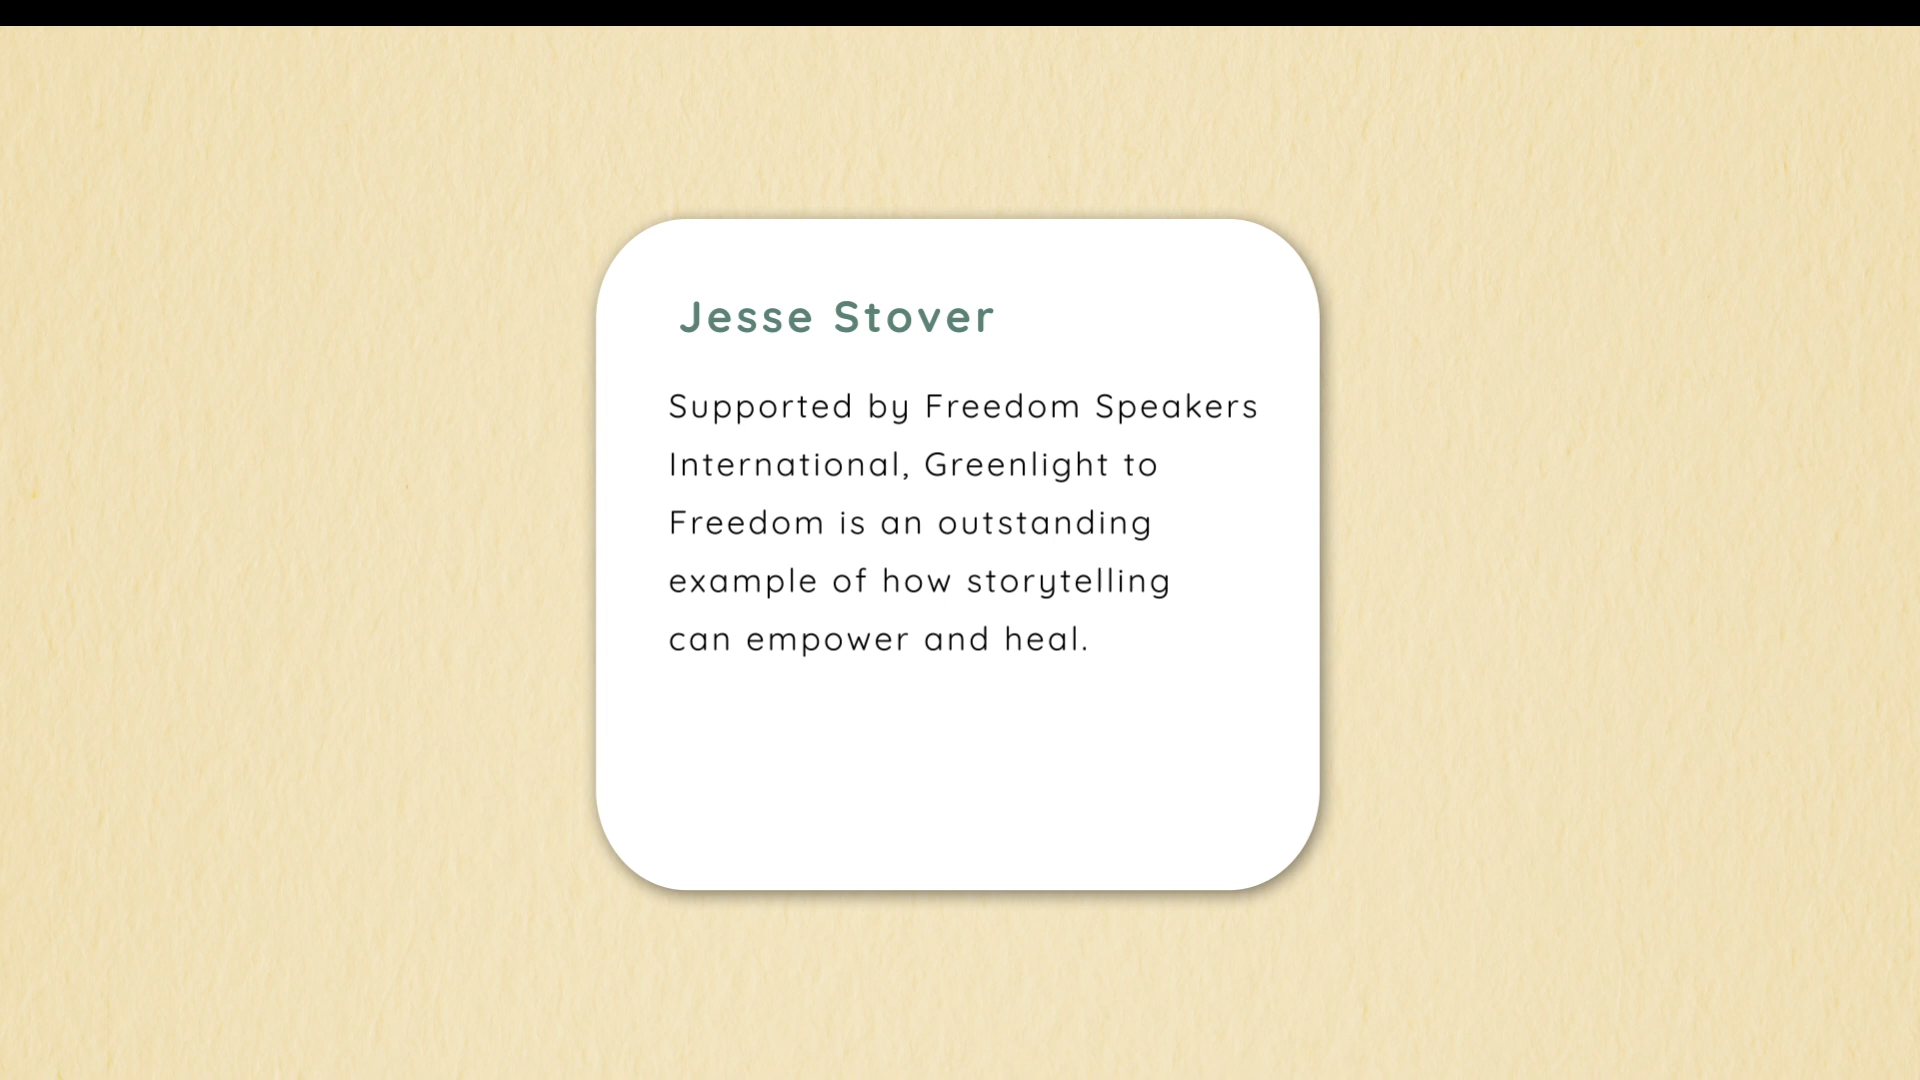 Jesse Stover
Supported by Freedom Speakers
International, Greenlight to
Freedom is an outstanding
example of how storytelling
can empower and heal.